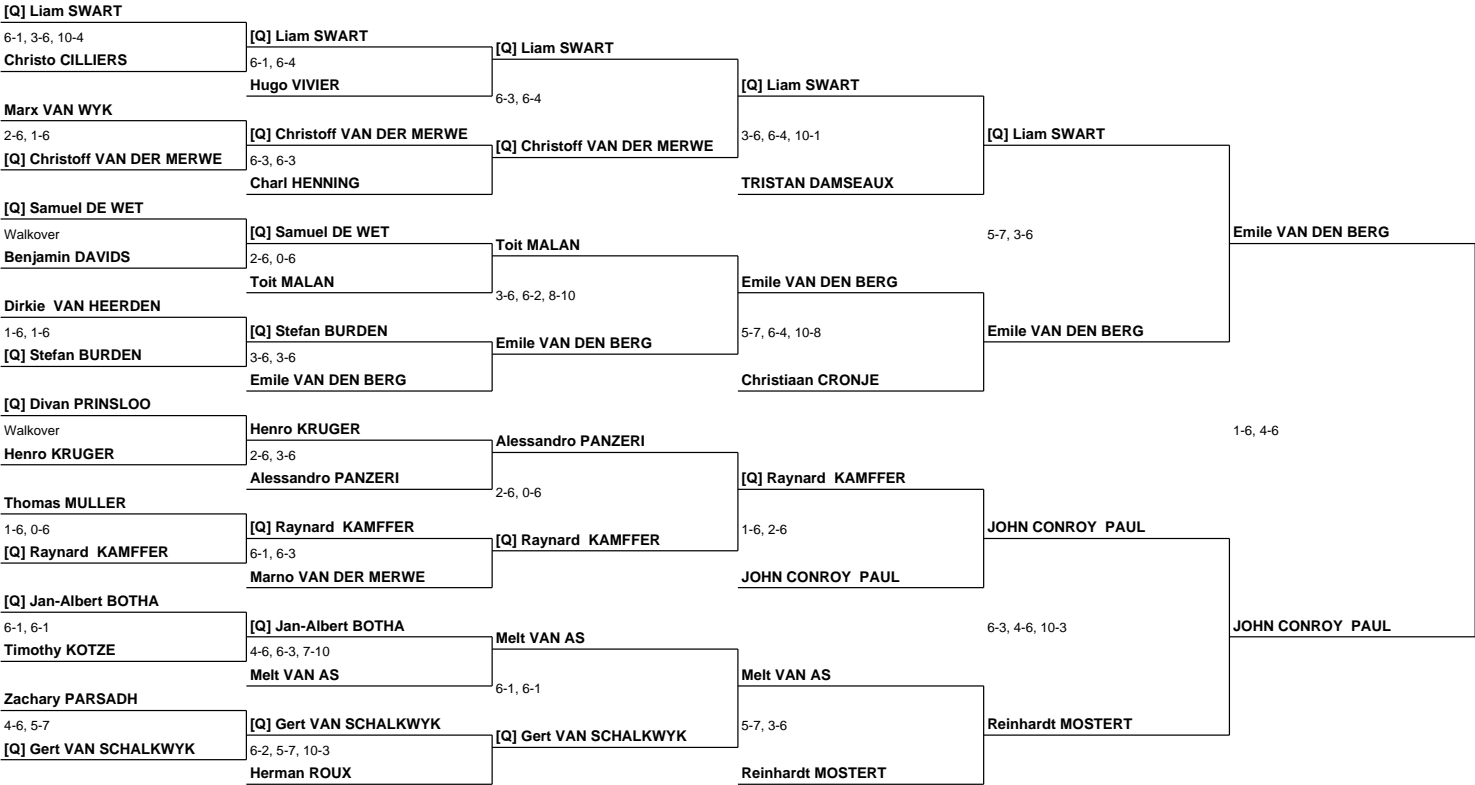 [Q] Liam SWART
6-1, 3-6, 10-4
Christo CILLIERS
Marx VAN WYK
2-6, 1-6
[Q] Christoff VAN DER MERWE
[Q] Samuel DE WET
Walkover
Benjamin DAVIDS
Dirkie VAN HEERDEN
1-6, 1-6
[Q] Stefan BURDEN
[Q] Divan PRINSLOO
Walkover
Henro KRUGER
Thomas MULLER
1-6, 0-6
[Q] Raynard KAMFFER
[Q] Jan-Albert BOTHA
6-1, 6-1
Timothy KOTZE
Zachary PARSADH
4-6, 5-7
[Q] Gert VAN SCHALKWYK
[Q] Liam SWART
6-1, 6-4
Hugo VIVIER
[Q] Christoff VAN DER MERWE
6-3, 6-3
Charl HENNING
[Q] Samuel DE WET
2-6, 0-6
Toit MALAN
[Q] Stefan BURDEN
3-6, 3-6
Emile VAN DEN BERG
Henro KRUGER
2-6, 3-6
Alessandro PANZERI
[Q] Raynard KAMFFER
6-1, 6-3
Marno VAN DER MERWE
[Q] Jan-Albert BOTHA
4-6, 6-3, 7-10
Melt VAN AS
[Q] Gert VAN SCHALKWYK
6-2, 5-7, 10-3
Herman ROUX
[Q] Liam SWART
6-3, 6-4
[Q] Christoff VAN DER MERWE
Toit MALAN
3-6, 6-2, 8-10
Emile VAN DEN BERG
Alessandro PANZERI
2-6, 0-6
[Q] Raynard KAMFFER
Melt VAN AS
6-1, 6-1
[Q] Gert VAN SCHALKWYK
[Q] Liam SWART
3-6, 6-4, 10-1
TRISTAN DAMSEAUX
Emile VAN DEN BERG
5-7, 6-4, 10-8
Christiaan CRONJE
[Q] Raynard KAMFFER
1-6, 2-6
JOHN CONROY PAUL
Melt VAN AS
5-7, 3-6
Reinhardt MOSTERT
[Q] Liam SWART
5-7, 3-6
Emile VAN DEN BERG
JOHN CONROY PAUL
6-3, 4-6, 10-3
Reinhardt MOSTERT
Emile VAN DEN BERG
1-6, 4-6
JOHN CONROY PAUL